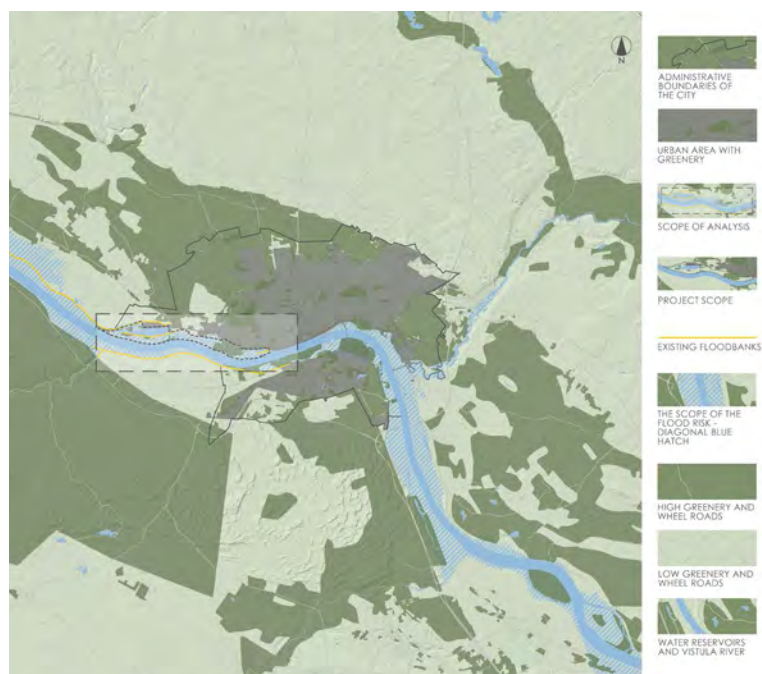 N
ADMINISTRATIVE
BOUNDARIES OF
THE CITY
URBAN AREA WITH
GREENERY
SCOPE OF ANALYSIS
PROJECT SCOPE
EXISTING FLOODBANKS
THE SCOPE OF THE
FLOOD RISK -
DIAGONAL BLUE
HATCH
HIGH GREENERY AND
WHEEL ROADS
LOW GREENERY AND
WHEEL ROADS
WATER RESERVOIRS
AND VISTULA RIVER